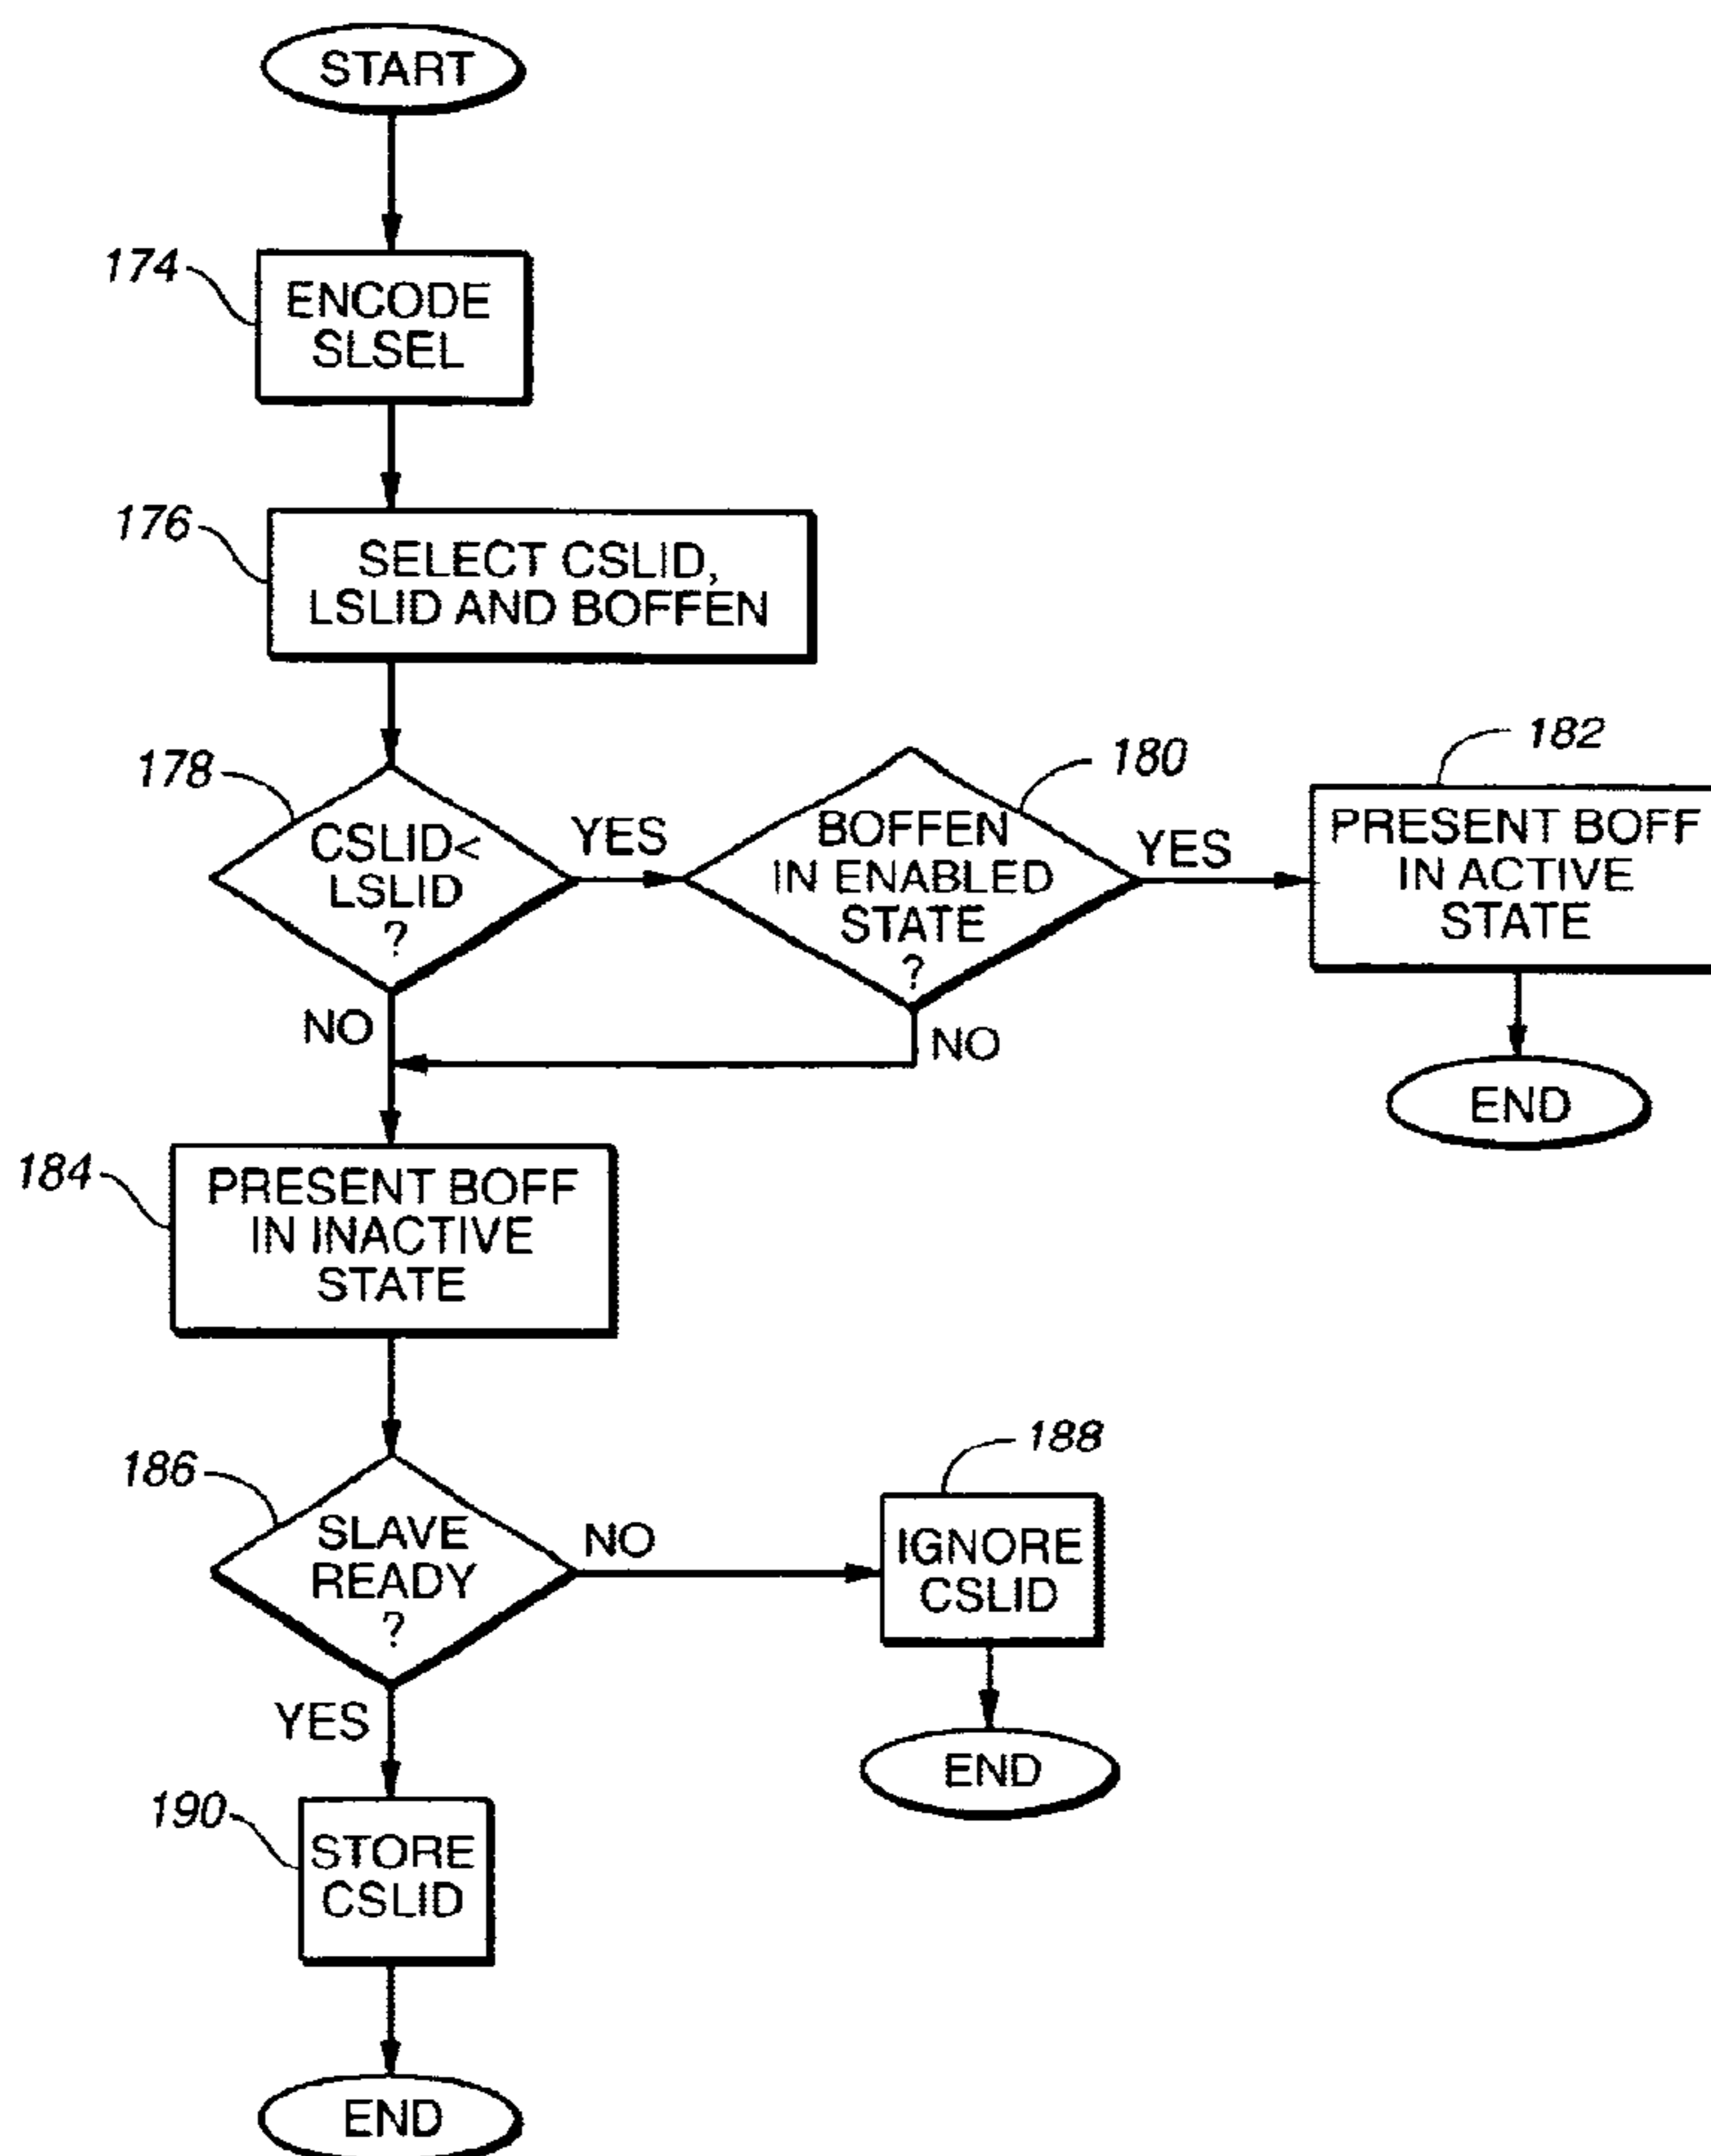 START
174
ENCODE
SLSEL
176
SELECT CSLID,
LSLID AND BOFFEN
178
CSLID<
LSLID
?
YES
NO
180
BOFFEN
IN ENABLED
STATE
?
YES
NO
182
PRESENT BOFF
IN ACTIVE
STATE
END
184
PRESENT BOFF
IN INACTIVE
STATE
186
SLAVE
READY
?
NO
YES
188
IGNORE
CSLID
END
190
STORE
CSLID
END